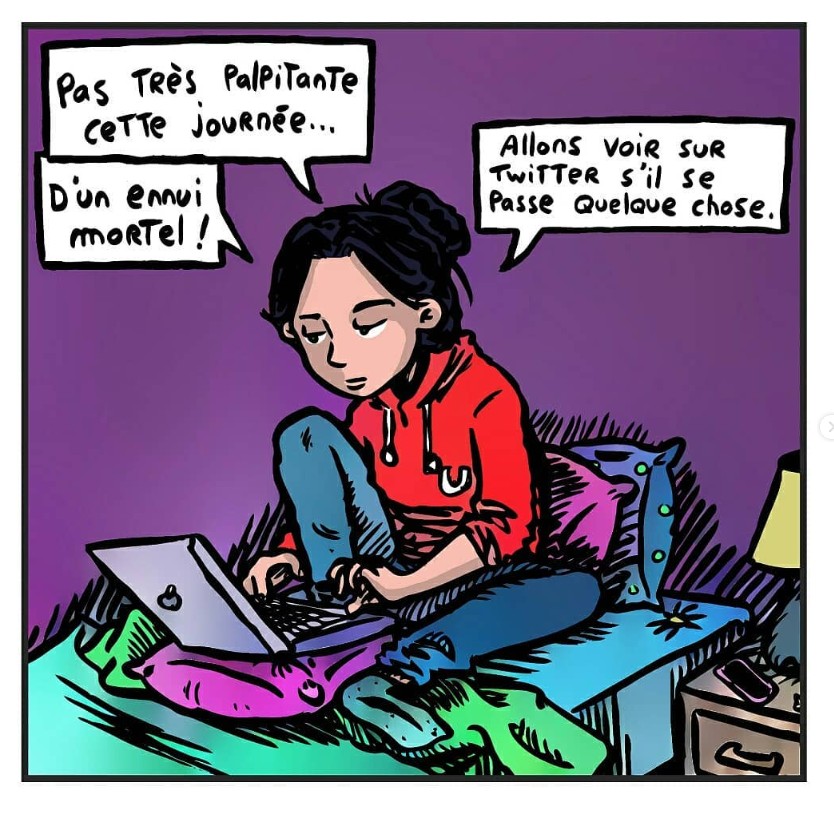 Pas TRès PalpiTanTe
ceTTe jouRnée...
D'un ennui
moRTel !
Allons voiR suR
TwiTTeR s'il se
Passe Quelque chose.
U